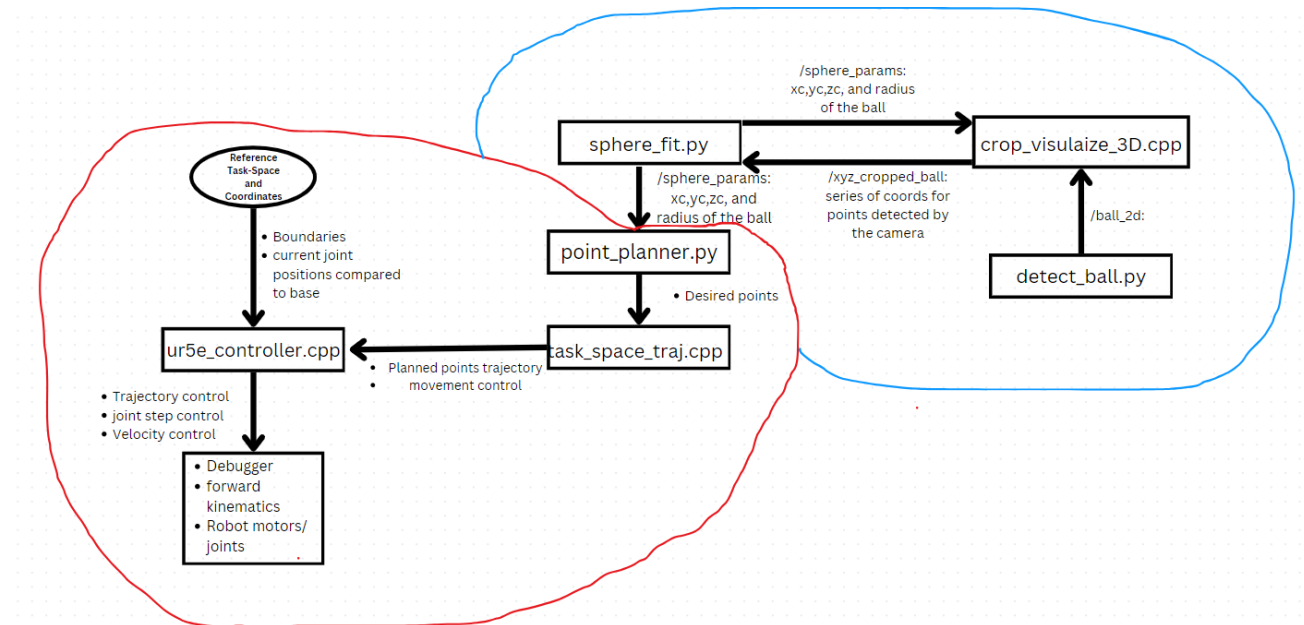 /sphere_params:
xc,yc,zc, and radius
of the ball
sphere_fit.py
crop_visulaize_3D.cpp
/sphere_params:
xc,yc,zc, and
radius of the ball
/xyz_cropped_ball:
series of coords for
points detected by
the camera
/ball_2d:
detect_ball.py
Reference
Task-Space
and
Coordinates
• Boundaries
• current joint
positions compared
to base
point_planner.py
• Desired points
ur5e_controller.cpp
task_space_traj.cpp
• Planned points trajectory
• movement control
• Trajectory control
• joint step control
• Velocity control
• Debugger
• forward
kinematics
• Robot motors/
joints